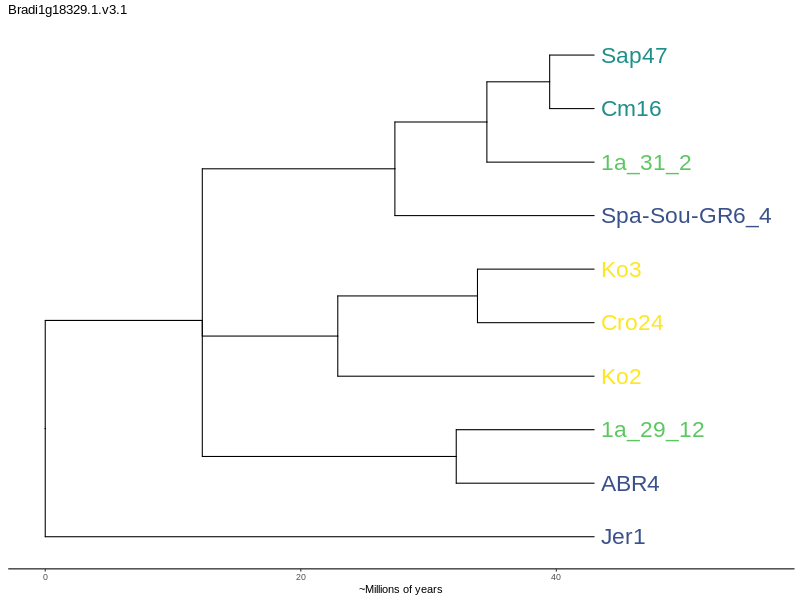 Bradi1g18329.1.v3.1
Sap47
Cm16
1a_31_2
Spa-Sou-GR6_4
Ko3
Cro24
Ko2
1a_29_12
ABR4
Jer1
0 20 40
~Millions of years